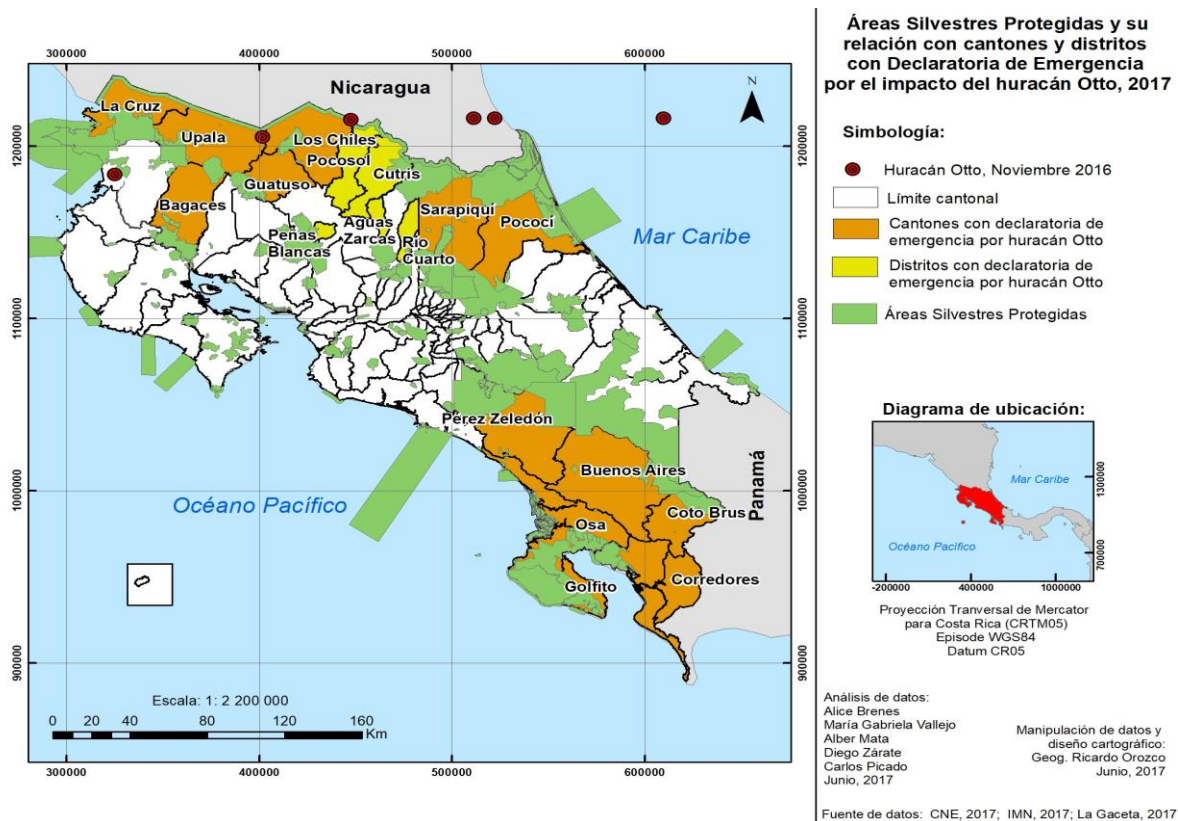 Áreas Silvestres Protegidas y su
relación con cantones y distritos
con Declaratoria de Emergencia
por el impacto del huracán Otto, 2017
300000
400000
500000
600000
1200000
1100000
1000000
900000
Nicaragua
N
La Cruz
Upala
Los Chiles
Pocosol
Cutris
Guatuso
Bagaces
Sarapiquí
Pococí
Aguas
Zarcas
Peñas
Blancas
Río
Cuarto
Mar Caribe
Pérez Zeledón
Buenos Aires
Panamá
Océano Pacífico
Coto Brus
Osa
Golfito
Corredores
1200000
1100000
1000000
900000
Escala: 1: 2 200 000
0 20 40 80 120 160
Km
300000
400000
500000
600000
Simbología:
Huracán Otto, Noviembre 2016
Límite cantonal
Cantones con declaratoria de
emergencia por huracán Otto
Distritos con declaratoria de
emergencia por huracán Otto
Áreas Silvestres Protegidas
Diagrama de ubicación:
Mar Caribe
Océano Pacífico
1300000
700000
-200000
400000
1000000
Proyección Tranversal de Mercator
para Costa Rica (CRTM05)
Episode WGS84
Datum CR05
Análisis de datos:
Alice Brenes
María Gabriela Vallejo
Alber Mata
Diego Zárate
Carlos Picado
Junio, 2017
Manipulación de datos y
diseño cartográfico:
Geog. Ricardo Orozco
Junio, 2017
Fuente de datos: CNE, 2017; IMN, 2017; La Gaceta, 2017